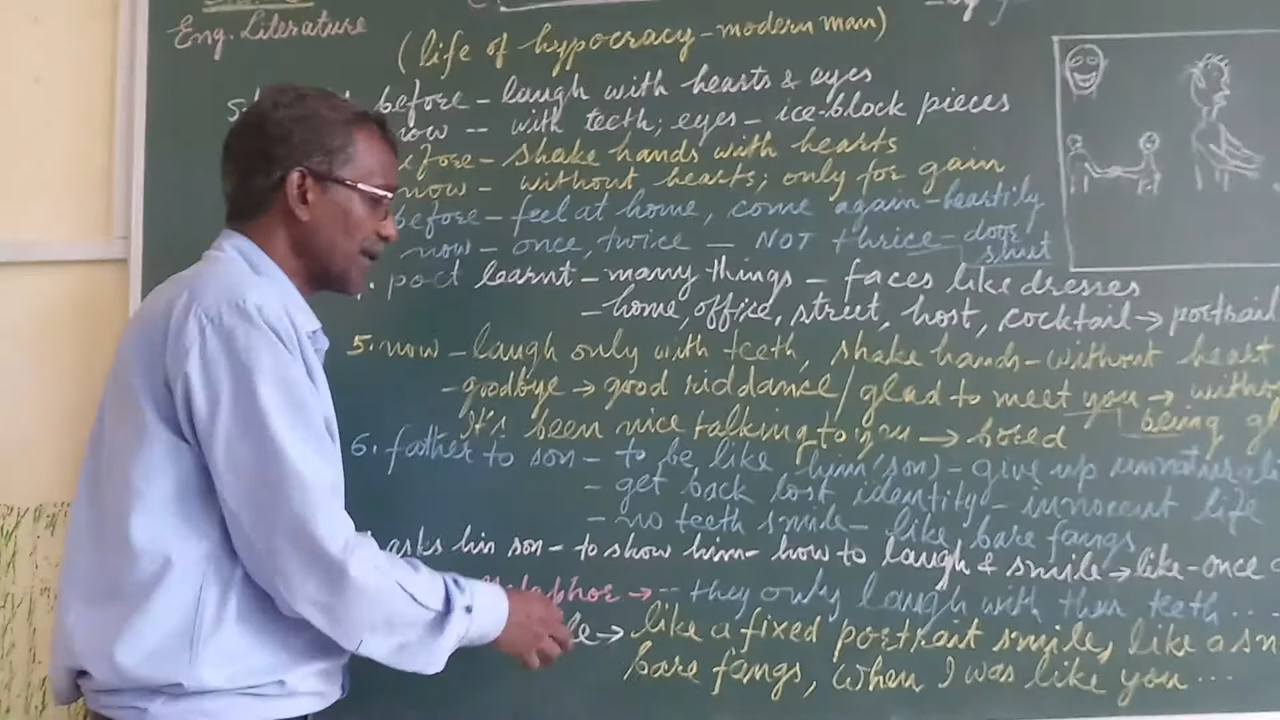 Eng. Literature
- by
(life of hypocracy - modern man)
before - laugh with hearts & eyes
now -- with teeth; eyes - ice-block pieces
before - shake hands with hearts
now - without hearts; only for gain
before - feel at home, come again - heartily
now - once, twice - NOT thrice - door shut
poet learnt - many things - faces like dresses
- home, office, street, host, cocktail → portrait
5. now - laugh only with teeth, shake hands - without heart
- goodbye → good riddance / glad to meet you → witho
being gl
It's been nice talking to you → bored
6. father to son - to be like him (son) - give up unnatural
- get back lost identity - innocent life
- no teeth smile - like bare fangs
asks his son - to show him - how to laugh & smile → like - once
→ -- they only laugh with their teeth ...
→ like a fixed portrait smile, like a sn
bare fangs, when I was like you ...